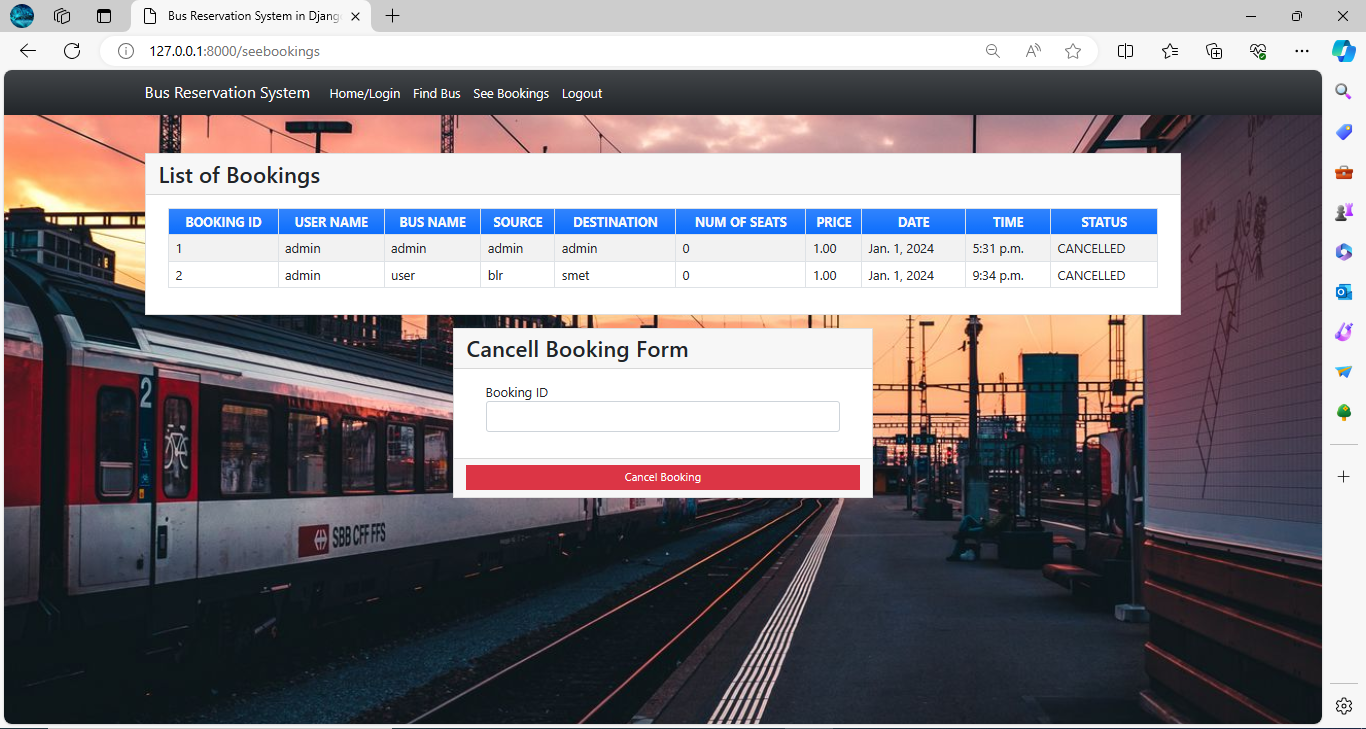 Bus Reservation System in Djang
127.0.0.1:8000/seebookings
Bus Reservation System Home/Login Find Bus See Bookings Logout
List of Bookings
BOOKING ID USER NAME BUS NAME SOURCE DESTINATION NUM OF SEATS PRICE DATE TIME STATUS
1 admin admin admin admin 0 1.00 Jan. 1, 2024 5:31 p.m. CANCELLED
2 admin user blr smet 0 1.00 Jan. 1, 2024 9:34 p.m. CANCELLED
Cancell Booking Form
Booking ID
Cancel Booking
2
SBB CFF FFS